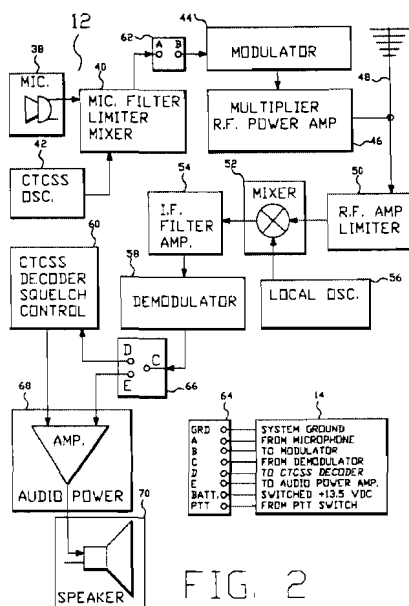 12
38
MIC.
40
MIC. FILTER
LIMITER
MIXER
62
A B
44
MODULATOR
MULTIPLIER
R.F. POWER AMP
46
48
42
CTCSS
OSC.
54
I.F.
FILTER
AMP.
52
MIXER
50
R.F. AMP
LIMITER
LOCAL OSC.
56
60
CTCSS
DECODER
SQUELCH
CONTROL
58
DEMODULATOR
D
E
C
66
68
AMP.
AUDIO POWER
70
SPEAKER
64
14
GRD SYSTEM GROUND
A FROM MICROPHONE
B TO MODULATOR
C FROM DEMODULATOR
D TO CTCSS DECODER
E TO AUDIO POWER AMP.
BATT. SWITCHED +13.5 VDC
PTT FROM PTT SWITCH
FIG. 2